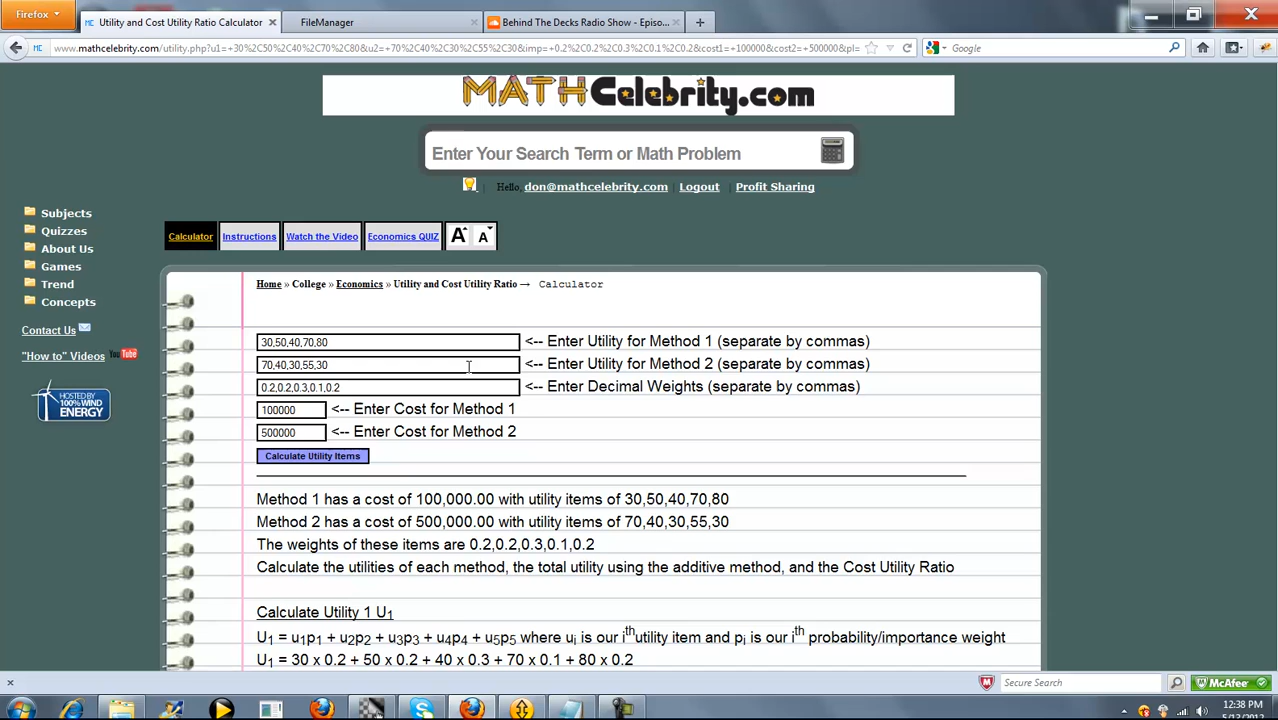 Firefox
Utility and Cost Utility Ratio Calculator
FileManager
Behind The Decks Radio Show - Episo...
www.mathcelebrity.com/utility.php?u1=+30%2C50%2C40%2C70%2C80&u2=+70%2C40%2C30%2C55%2C30&imp=+0.2%2C0.2%2C0.3%2C0.1%2C0.2&cost1=+100000&cost2=+500000&pl=
Google
MATHCelebrity.com
Enter Your Search Term or Math Problem
Hello, don@mathcelebrity.com Logout Profit Sharing
Subjects
Quizzes
About Us
Games
Trend
Concepts
Contact Us
"How to" Videos YouTube
HOSTED BY
100% WIND
ENERGY
Calculator Instructions Watch the Video Economics QUIZ A A
Home » College » Economics » Utility and Cost Utility Ratio→ Calculator
30,50,40,70,80 <-- Enter Utility for Method 1 (separate by commas)
70,40,30,55,30 <-- Enter Utility for Method 2 (separate by commas)
0.2,0.2,0.3,0.1,0.2 <-- Enter Decimal Weights (separate by commas)
100000 <-- Enter Cost for Method 1
500000 <-- Enter Cost for Method 2
Calculate Utility Items
Method 1 has a cost of 100,000.00 with utility items of 30,50,40,70,80
Method 2 has a cost of 500,000.00 with utility items of 70,40,30,55,30
The weights of these items are 0.2,0.2,0.3,0.1,0.2
Calculate the utilities of each method, the total utility using the additive method, and the Cost Utility Ratio
Calculate Utility 1 U1
U1 = u1p1 + u2p2 + u3p3 + u4p4 + u5p5 where ui is our ith utility item and pi is our ith probability/importance weight
U1 = 30 x 0.2 + 50 x 0.2 + 40 x 0.3 + 70 x 0.1 + 80 x 0.2
Secure Search
McAfee
12:38 PM
5/12/2012